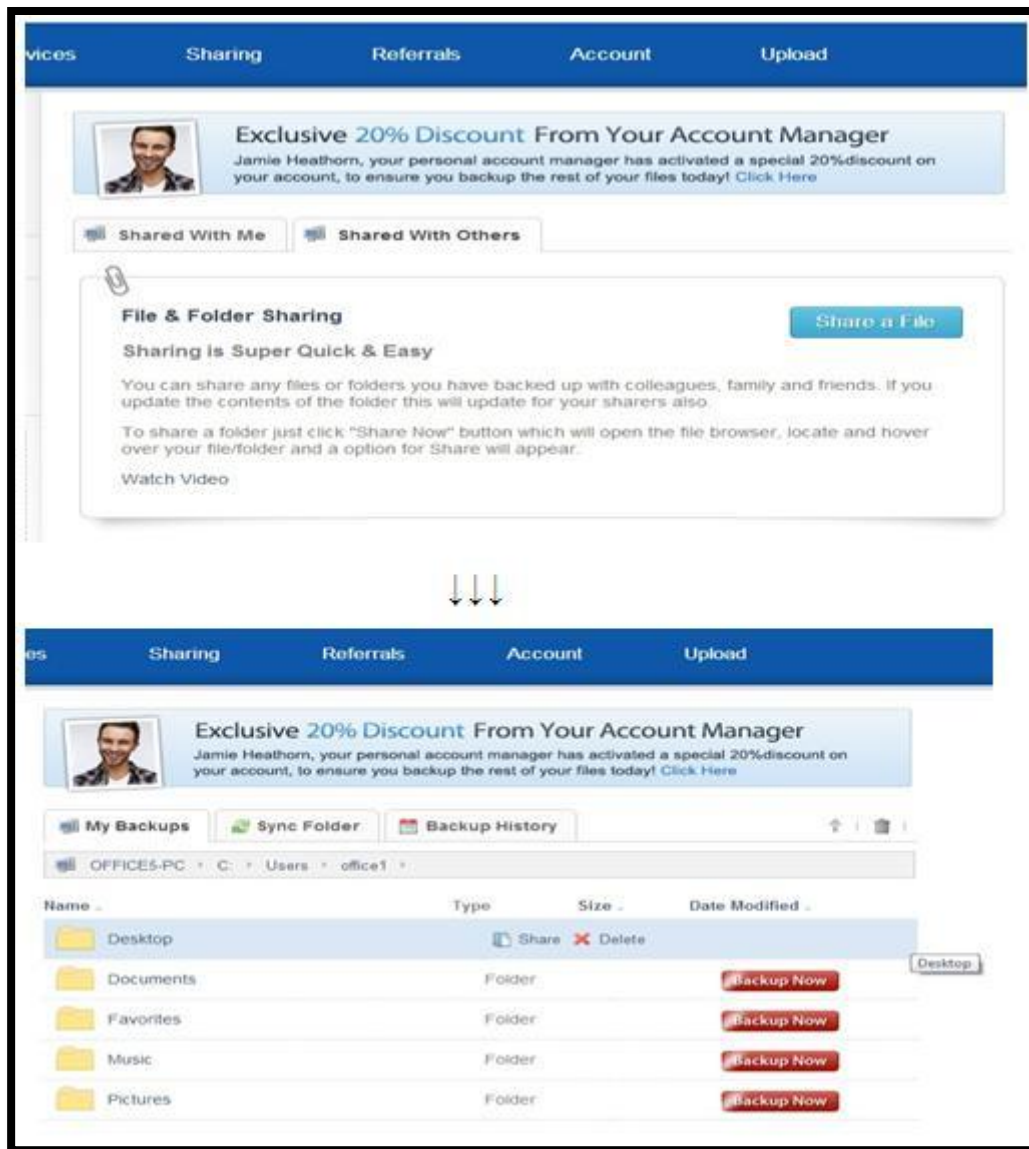 vices Sharing Referrals Account Upload
Exclusive 20% Discount From Your Account Manager
Jamie Heathorn, your personal account manager has activated a special 20%discount on
your account, to ensure you backup the rest of your files today! Click Here
Shared With Me Shared With Others
File & Folder Sharing
Share a File
Sharing is Super Quick & Easy
You can share any files or folders you have backed up with colleagues, family and friends. If you
update the contents of the folder this will update for your sharers also.
To share a folder just click "Share Now" button which will open the file browser, locate and hover
over your file/folder and a option for Share will appear.
Watch Video
↓↓↓
es Sharing Referrals Account Upload
Exclusive 20% Discount From Your Account Manager
Jamie Heathorn, your personal account manager has activated a special 20%discount on
your account, to ensure you backup the rest of your files today! Click Here
My Backups Sync Folder Backup History
OFFICE5-PC C: Users office1
Name Type Size Date Modified
Desktop Share Delete
Desktop
Documents Folder Backup Now
Favorites Folder Backup Now
Music Folder Backup Now
Pictures Folder Backup Now